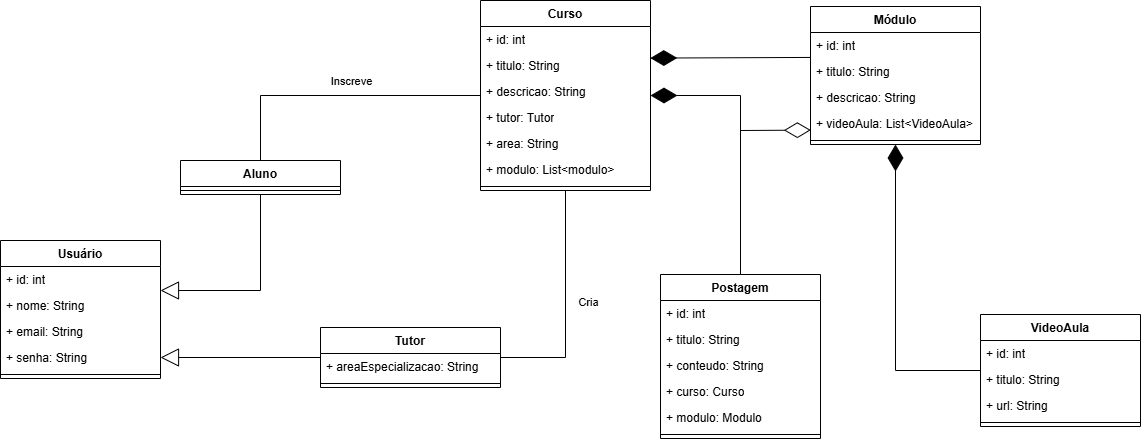 Curso
+ id: int
+ titulo: String
+ descricao: String
+ tutor: Tutor
+ area: String
+ modulo: List<modulo>
Módulo
+ id: int
+ titulo: String
+ descricao: String
+ videoAula: List<VideoAula>
Inscreve
Aluno
Usuário
+ id: int
+ nome: String
+ email: String
+ senha: String
Cria
Tutor
+ areaEspecializacao: String
Postagem
+ id: int
+ titulo: String
+ conteudo: String
+ curso: Curso
+ modulo: Modulo
VideoAula
+ id: int
+ titulo: String
+ url: String